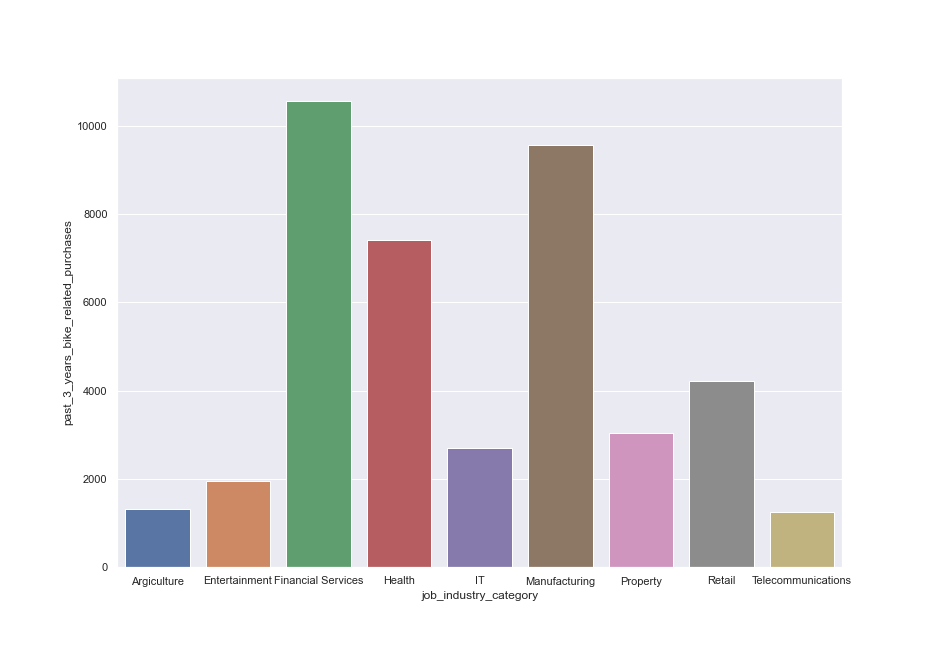 10000
8000
6000
4000
2000
0
past_3_years_bike_related_purchases
Argiculture Entertainment Financial Services Health IT Manufacturing Property Retail Telecommunications
job_industry_category